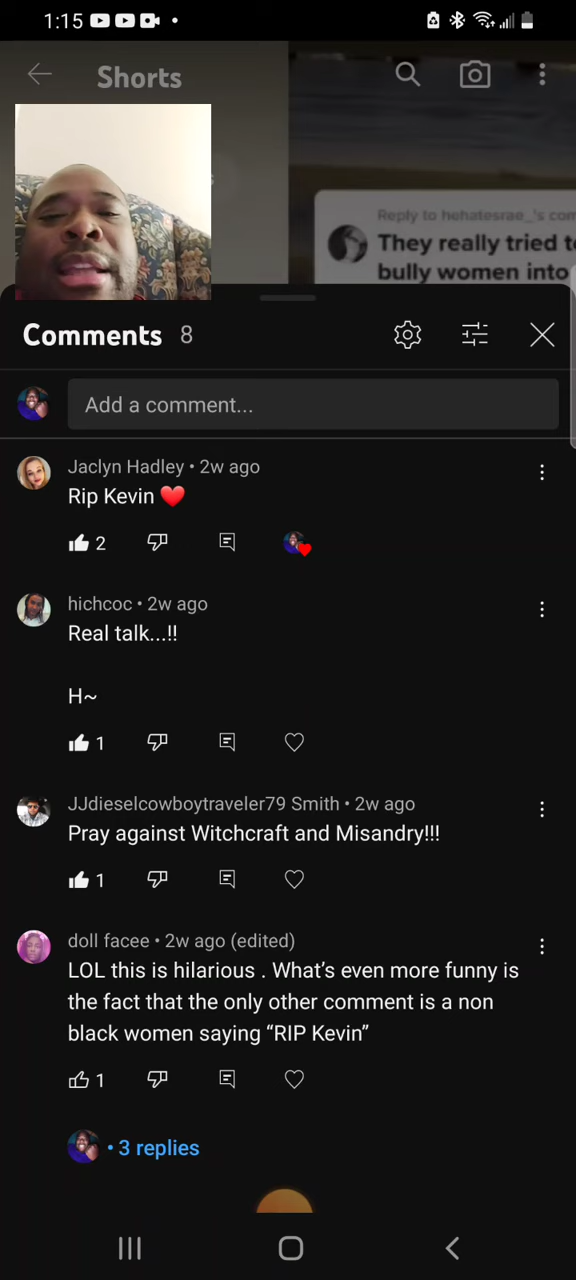 1:15
Shorts
Reply to hehatesrae_'s com
They really tried to
bully women into
Comments 8
Add a comment...
Jaclyn Hadley • 2w ago
Rip Kevin ❤️
2
hichcoc • 2w ago
Real talk...!!
H~
1
JJdieselcowboytraveler79 Smith • 2w ago
Pray against Witchcraft and Misandry!!!
1
doll facee • 2w ago (edited)
LOL this is hilarious . What's even more funny is
the fact that the only other comment is a non
black women saying “RIP Kevin”
1
• 3 replies